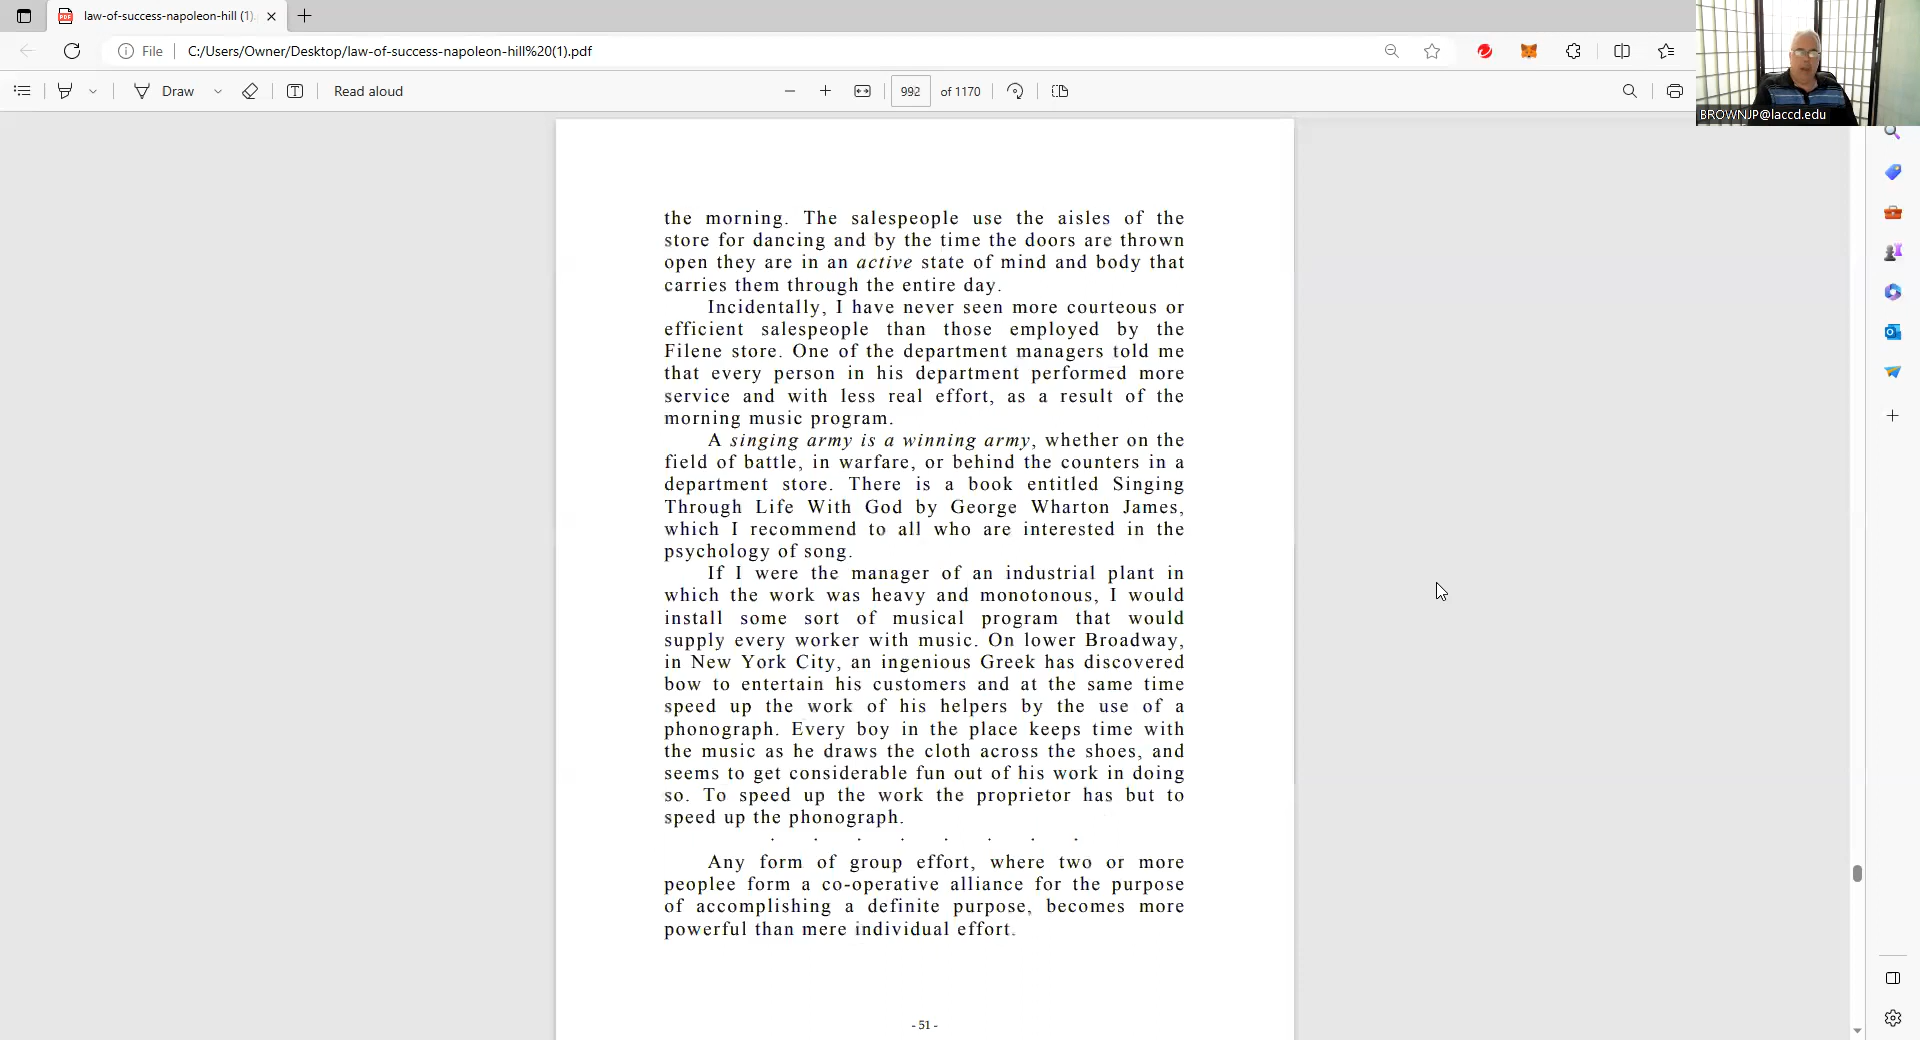 law-of-success-napoleon-hill (1).
File
C:/Users/Owner/Desktop/law-of-success-napoleon-hill%20(1).pdf
Draw
Read aloud
992 of 1170
BROWNJP@laccd.edu
the morning. The salespeople use the aisles of the
store for dancing and by the time the doors are thrown
open they are in an active state of mind and body that
carries them through the entire day.
Incidentally, I have never seen more courteous or
efficient salespeople than those employed by the
Filene store. One of the department managers told me
that every person in his department performed more
service and with less real effort, as a result of the
morning music program.
A singing army is a winning army, whether on the
field of battle, in warfare, or behind the counters in a
department store. There is a book entitled Singing
Through Life With God by George Wharton James,
which I recommend to all who are interested in the
psychology of song.
If I were the manager of an industrial plant in
which the work was heavy and monotonous, I would
install some sort of musical program that would
supply every worker with music. On lower Broadway,
in New York City, an ingenious Greek has discovered
bow to entertain his customers and at the same time
speed up the work of his helpers by the use of a
phonograph. Every boy in the place keeps time with
the music as he draws the cloth across the shoes, and
seems to get considerable fun out of his work in doing
so. To speed up the work the proprietor has but to
speed up the phonograph.
. . . . . . . .
Any form of group effort, where two or more
peoplee form a co-operative alliance for the purpose
of accomplishing a definite purpose, becomes more
powerful than mere individual effort.
- 51 -